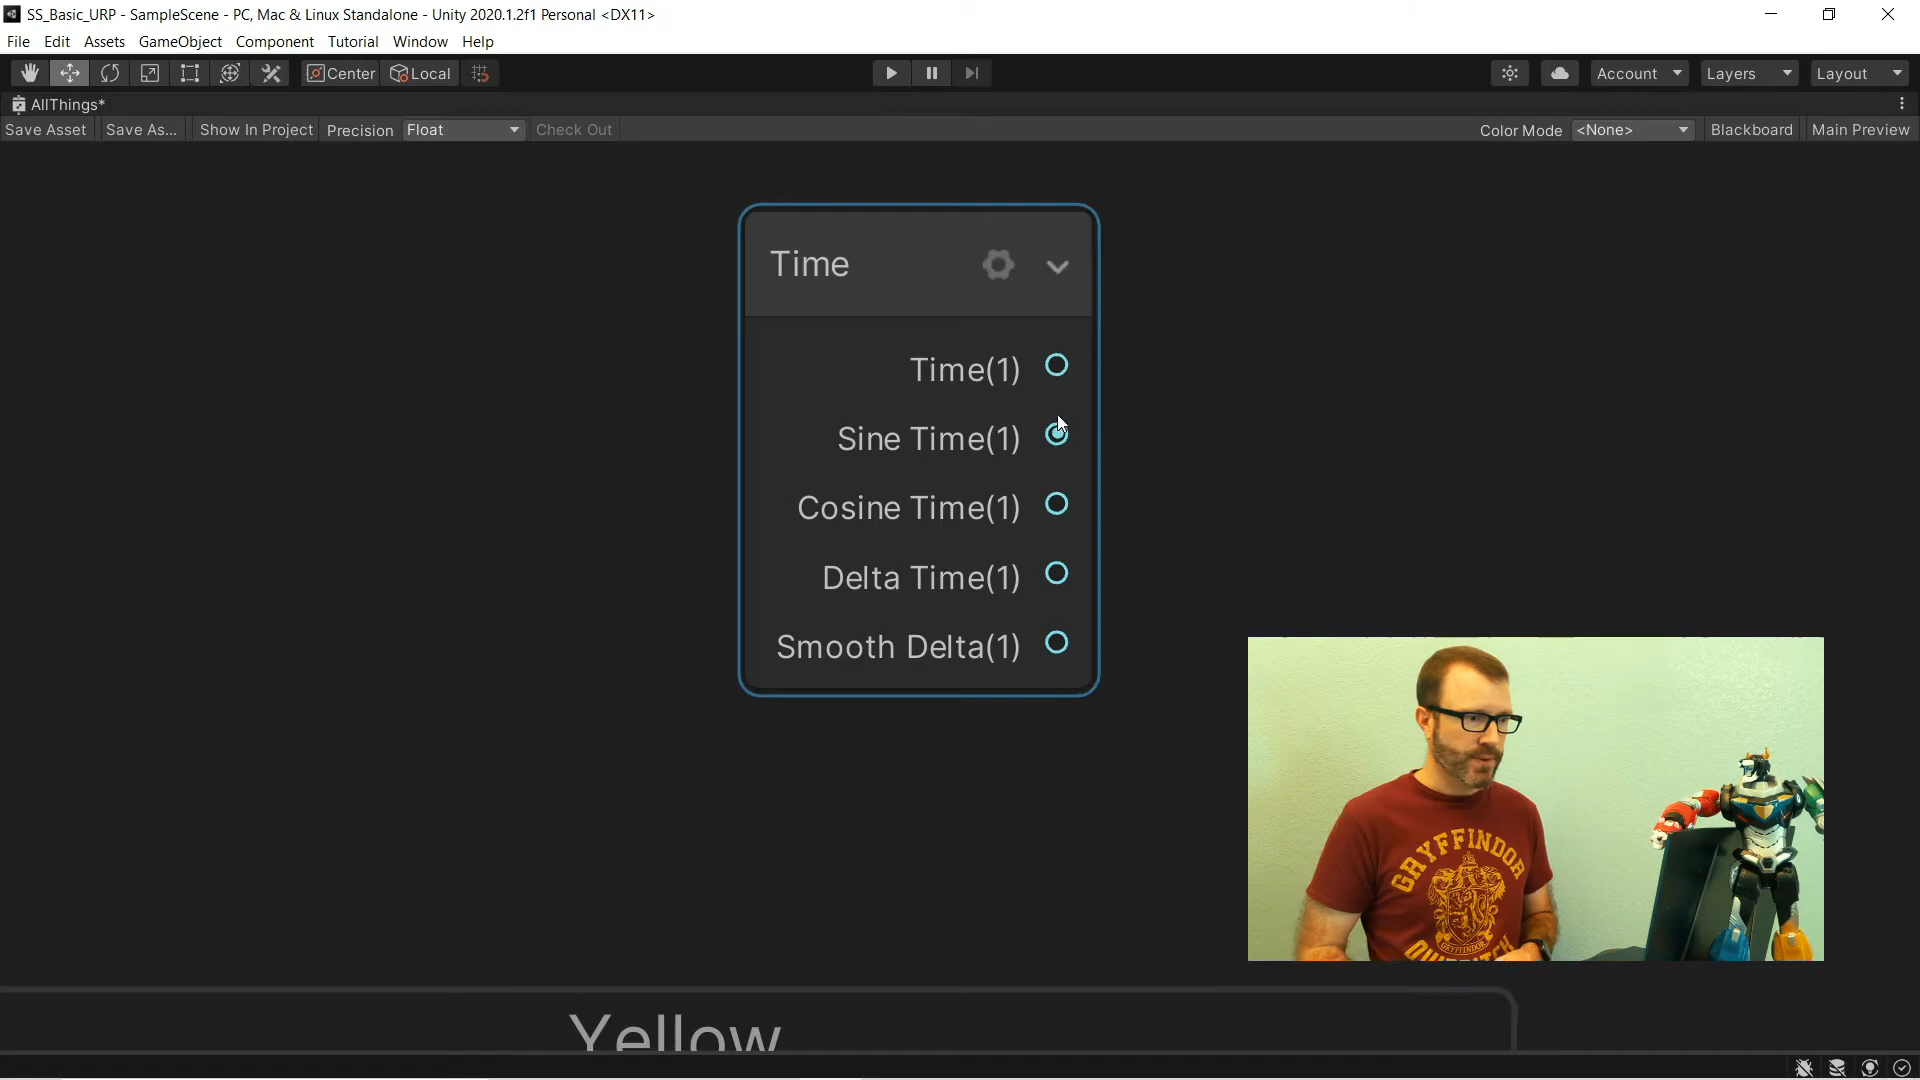 SS_Basic_URP - SampleScene - PC, Mac & Linux Standalone - Unity 2020.1.2f1 Personal <DX11>
File Edit Assets GameObject Component Tutorial Window Help
Center Local Account Layers Layout
AllThings*
Save Asset Save As... Show In Project Precision Float Check Out Color Mode <None> Blackboard Main Preview
Time
Time(1)
Sine Time(1)
Cosine Time(1)
Delta Time(1)
Smooth Delta(1)
GRYFFINDOR
GRYFFINDOR
Yellow